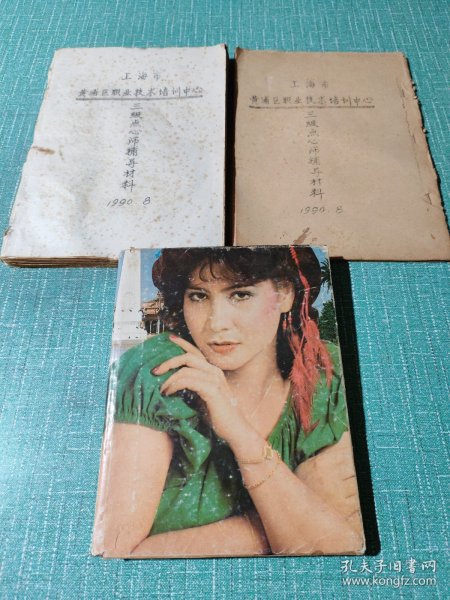 上海市
黄浦区职业技术培训中心
三级点心师辅导材料
1990.8
上海市
黄浦区职业技术培训中心
三级点心师辅导材料
1990.8
孔夫子旧书网
www.kongfz.com